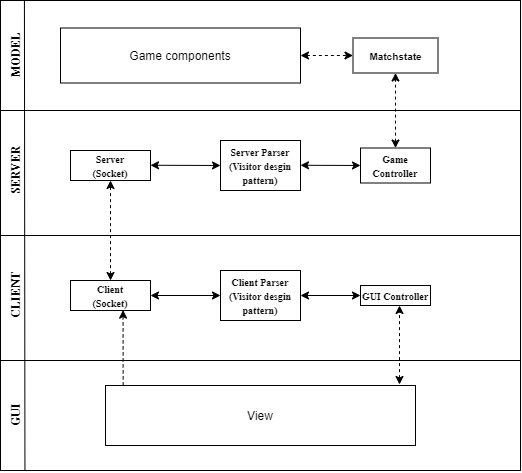 MODEL
Game components
Matchstate
SERVER
Server
(Socket)
Server Parser
(Visitor desgin
pattern)
Game
Controller
CLIENT
Client
(Socket)
Client Parser
(Visitor desgin
pattern)
GUI Controller
GUI
View